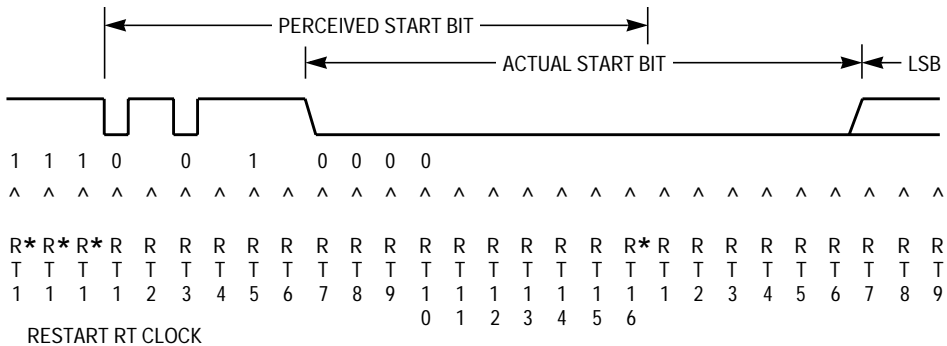 PERCEIVED START BIT
ACTUAL START BIT
LSB
1 1 1 0 0 1 0 0 0 0
^ ^ ^ ^ ^ ^ ^ ^ ^ ^ ^ ^ ^ ^ ^ ^ ^ ^ ^ ^ ^ ^ ^ ^ ^ ^ ^ ^
R* R* R* R R R R R R R R R R R R R R R R* R R R R R R R R R
T T T T T T T T T T T T T T T T T T T T T T T T T T T T
1 1 1 1 2 3 4 5 6 7 8 9 1 1 1 1 1 1 1 1 2 3 4 5 6 7 8 9
0 1 2 3 4 5 6
RESTART RT CLOCK